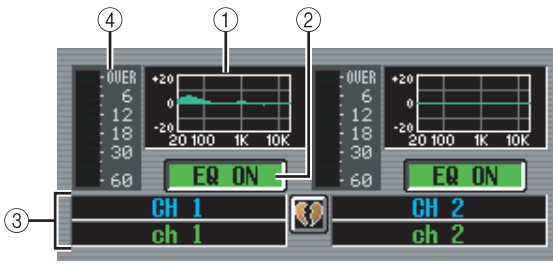 ④ ① ②
OVER +20 OVER +20
6 6
12 0 12 0
18 18
30 -20 30 -20
20 100 1K 10K 20 100 1K 10K
60 EQ ON 60 EQ ON
③ CH 1 CH 2
ch 1 ch 2